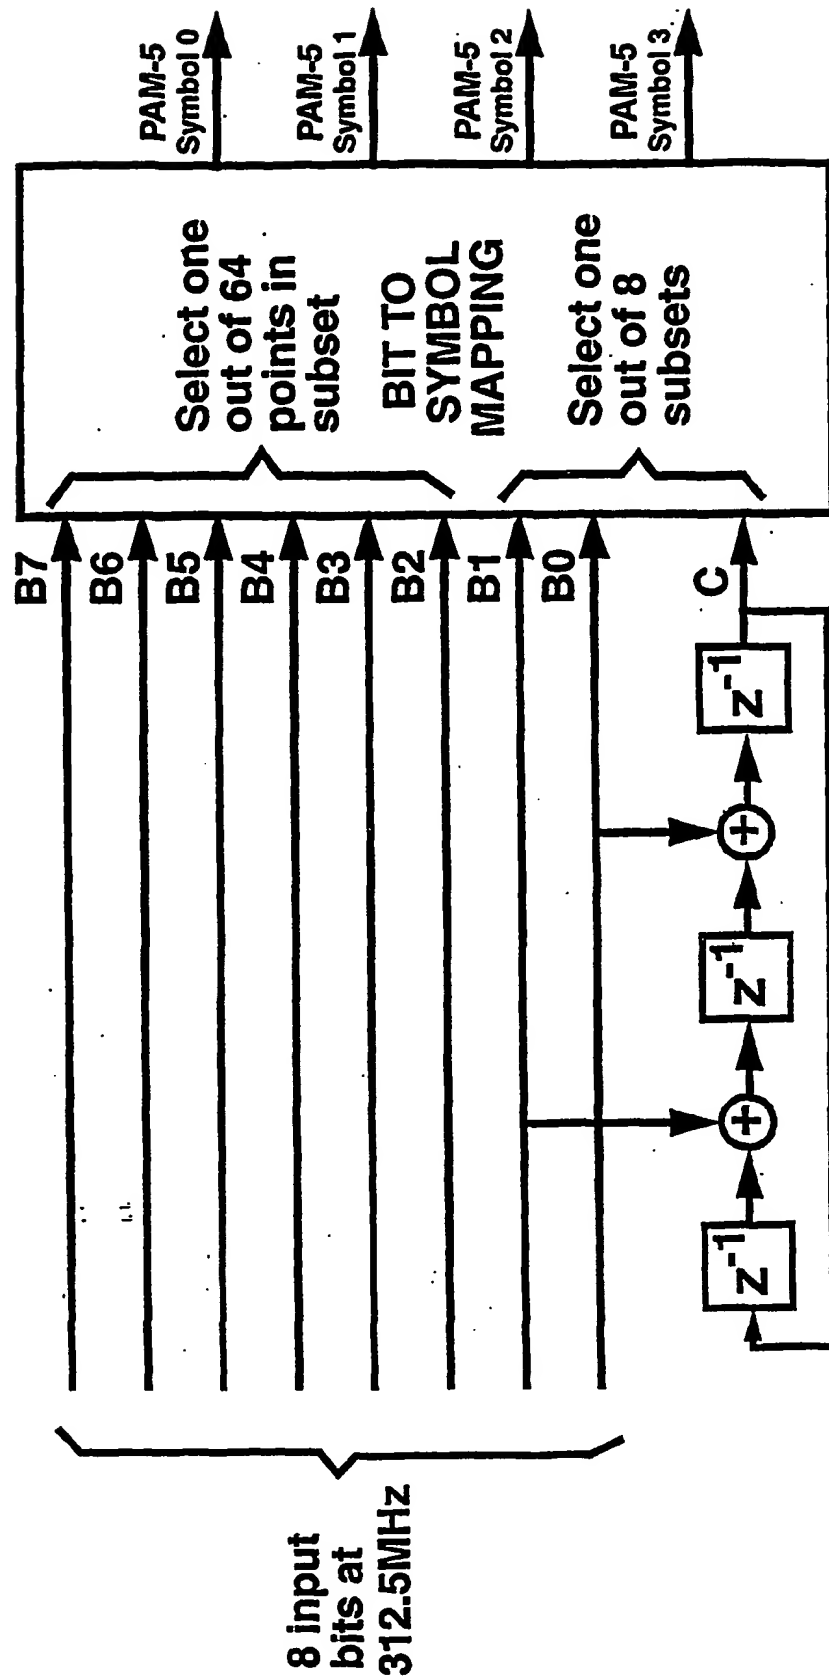 8 input
bits at
312.5MHz
B7
B6
B5
B4
B3
B2
B1
B0
C
z⁻¹
+
z⁻¹
+
z⁻¹
Select one
out of 64
points in
subset
BIT TO
SYMBOL
MAPPING
Select one
out of 8
subsets
PAM-5
Symbol 0
PAM-5
Symbol 1
PAM-5
Symbol 2
PAM-5
Symbol 3